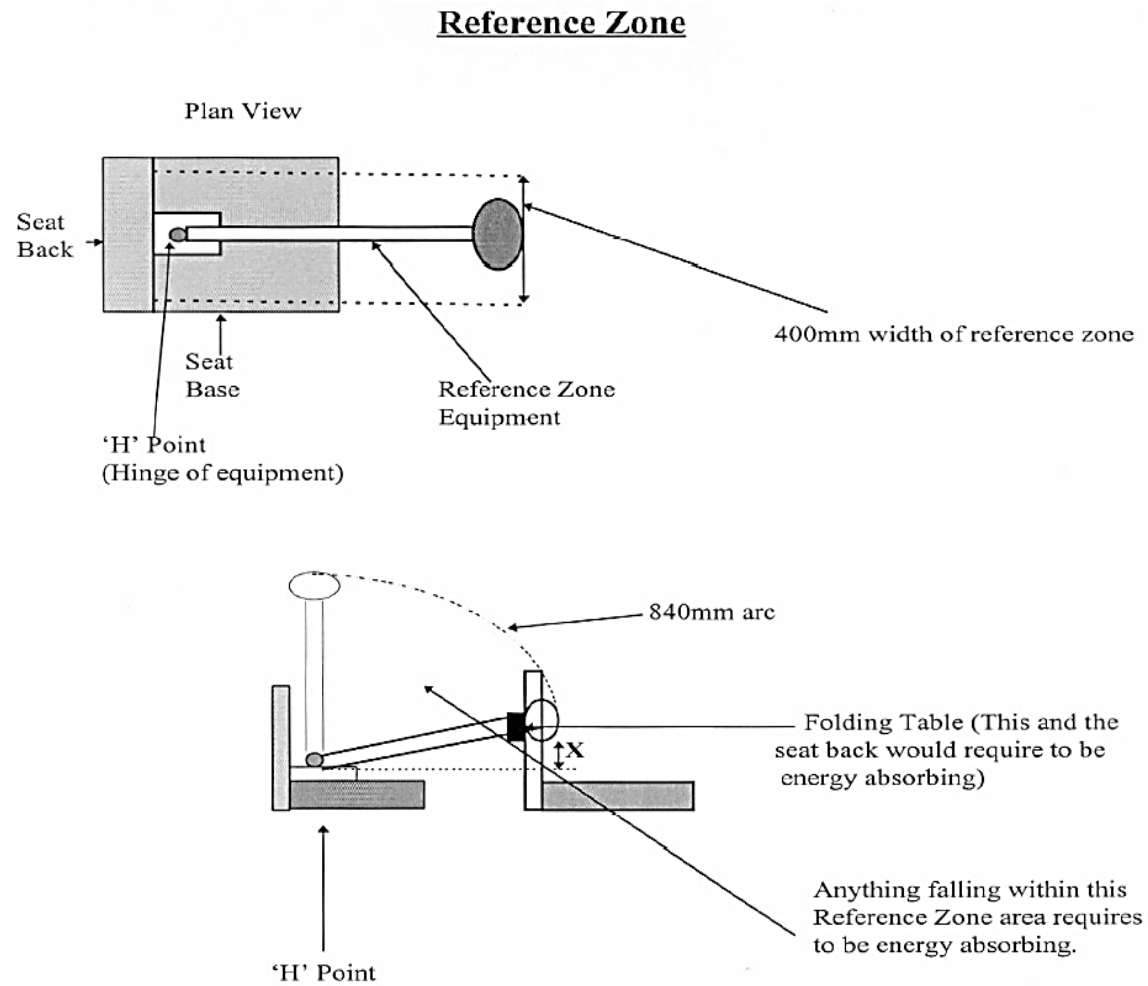 Reference Zone
Plan View
Seat
Back
400mm width of reference zone
Seat
Base
Reference Zone
Equipment
‘H’ Point
(Hinge of equipment)
840mm arc
Folding Table (This and the
seat back would require to be
energy absorbing)
X
Anything falling within this
Reference Zone area requires
to be energy absorbing.
‘H’ Point